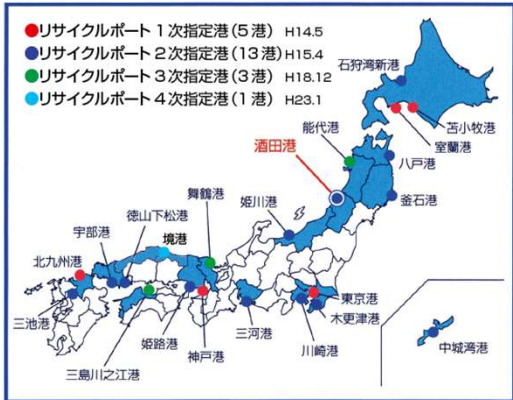 ●リサイクルポート1次指定港(5港) H14.5
●リサイクルポート2次指定港(13港) H15.4
●リサイクルポート3次指定港(3港) H18.12
●リサイクルポート4次指定港(1港) H23.1
石狩湾新港
苫小牧港
室蘭港
能代港
酒田港
八戸港
釜石港
舞鶴港
姫川港
徳山下松港
宇部港
境港
北九州港
東京港
木更津港
三池港
姫路港
三河港
川崎港
神戸港
三島川之江港
中城湾港